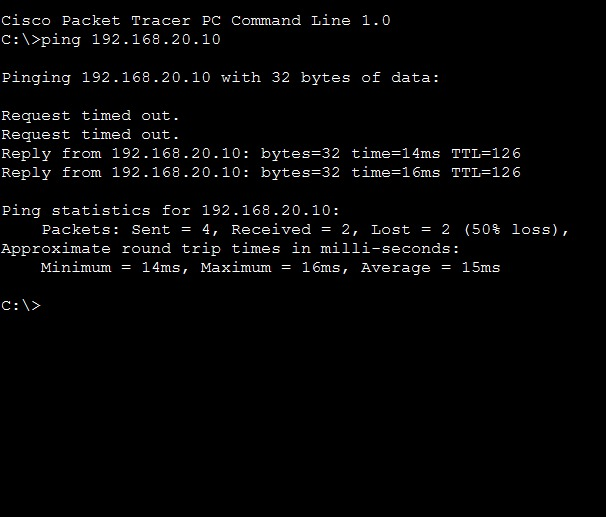 Cisco Packet Tracer PC Command Line 1.0
C:\>ping 192.168.20.10
Pinging 192.168.20.10 with 32 bytes of data:
Request timed out.
Request timed out.
Reply from 192.168.20.10: bytes=32 time=14ms TTL=126
Reply from 192.168.20.10: bytes=32 time=16ms TTL=126
Ping statistics for 192.168.20.10:
Packets: Sent = 4, Received = 2, Lost = 2 (50% loss),
Approximate round trip times in milli-seconds:
Minimum = 14ms, Maximum = 16ms, Average = 15ms
C:\>